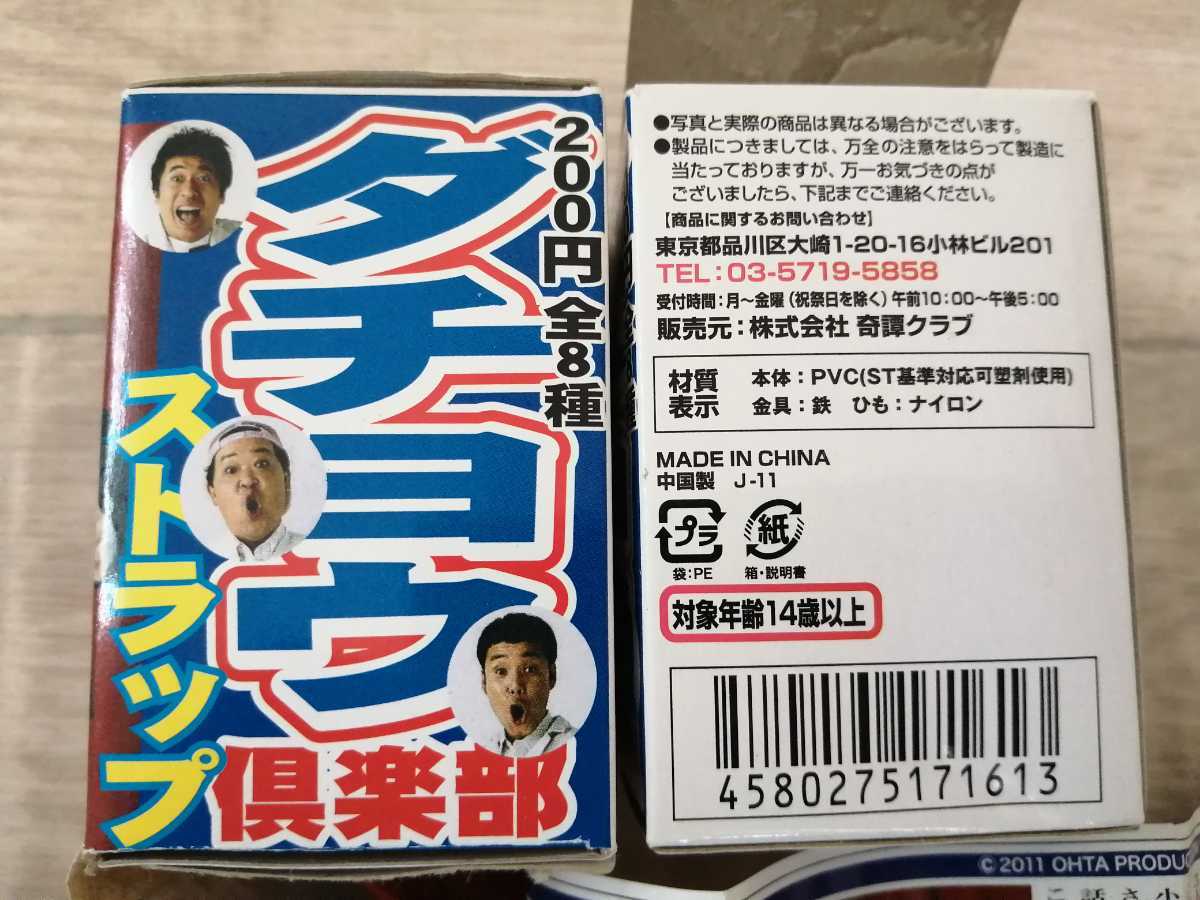 200円 全8種
ダチョウ
倶楽部
ストラップ
●写真と実際の商品は異なる場合がございます。
●製品につきましては、万全の注意をはらって製造に
当たっておりますが、万一お気づきの点が
ございましたら、下記までご連絡ください。
【商品に関するお問い合わせ】
東京都品川区大崎1-20-16小林ビル201
TEL:03-5719-5858
受付時間:月〜金曜(祝祭日を除く)午前10:00〜午後5:00
販売元:株式会社 奇譚クラブ
材質表示
本体:PVC(ST基準対応可塑剤使用)
金具:鉄 ひも:ナイロン
MADE IN CHINA
中国製 J-11
プラ
袋:PE
紙
箱・説明書
対象年齢14歳以上
4580275171613
© 2011 OHTA PRODU